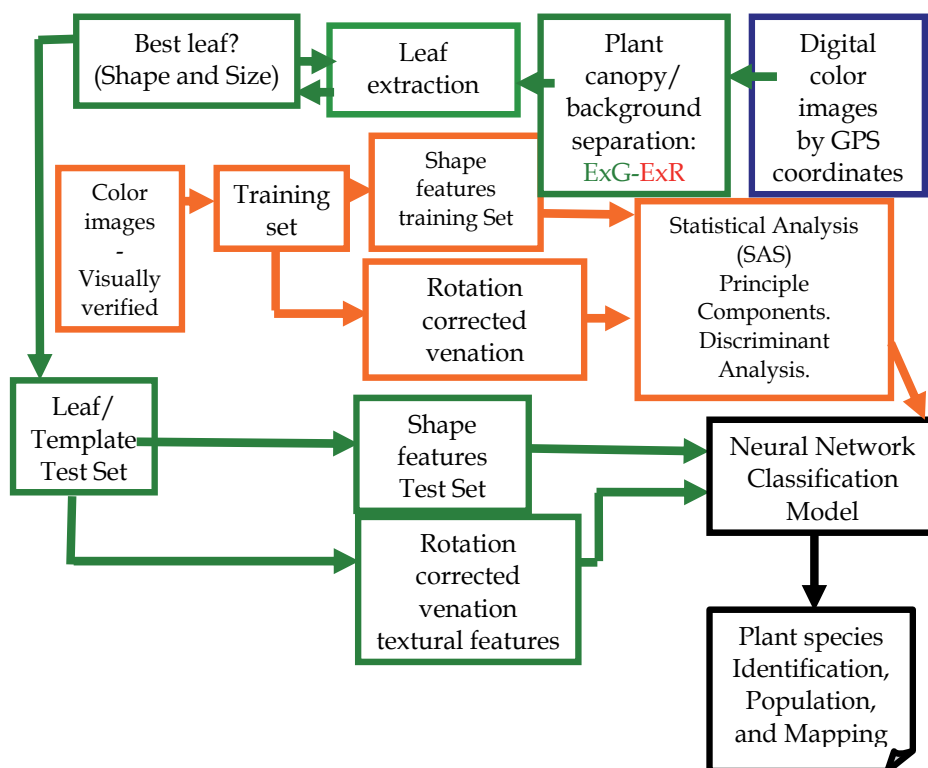 Best leaf?
(Shape and Size)
Leaf
extraction
Plant
canopy/
background
separation:
ExG-ExR
Digital
color
images
by GPS
coordinates
Color
images
-
Visually
verified
Training
set
Shape
features
training Set
Rotation
corrected
venation
Statistical Analysis
(SAS)
Principle
Components.
Discriminant
Analysis.
Leaf/
Template
Test Set
Shape
features
Test Set
Rotation
corrected
venation
textural features
Neural Network
Classification
Model
Plant species
Identification,
Population,
and Mapping